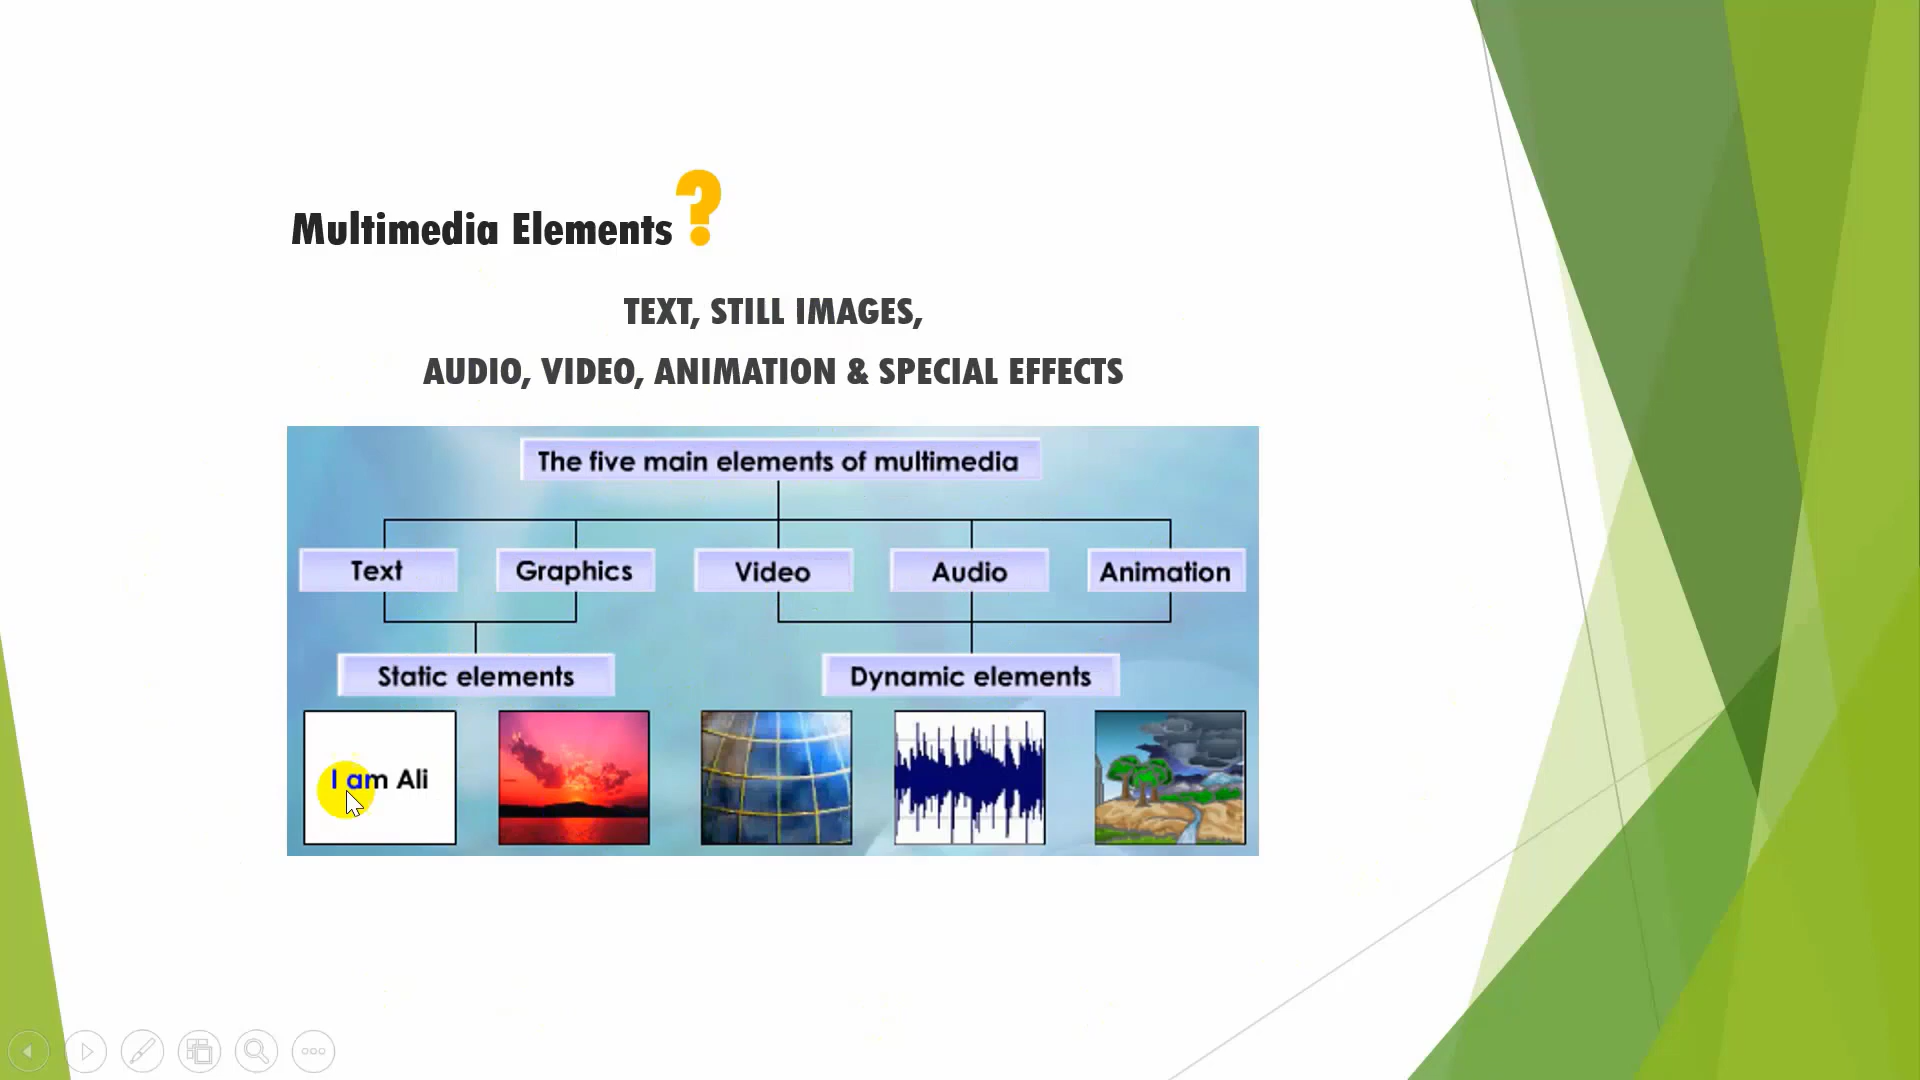 Multimedia Elements?
TEXT, STILL IMAGES,
AUDIO, VIDEO, ANIMATION & SPECIAL EFFECTS
The five main elements of multimedia
Text Graphics Video Audio Animation
Static elements Dynamic elements
I am Ali